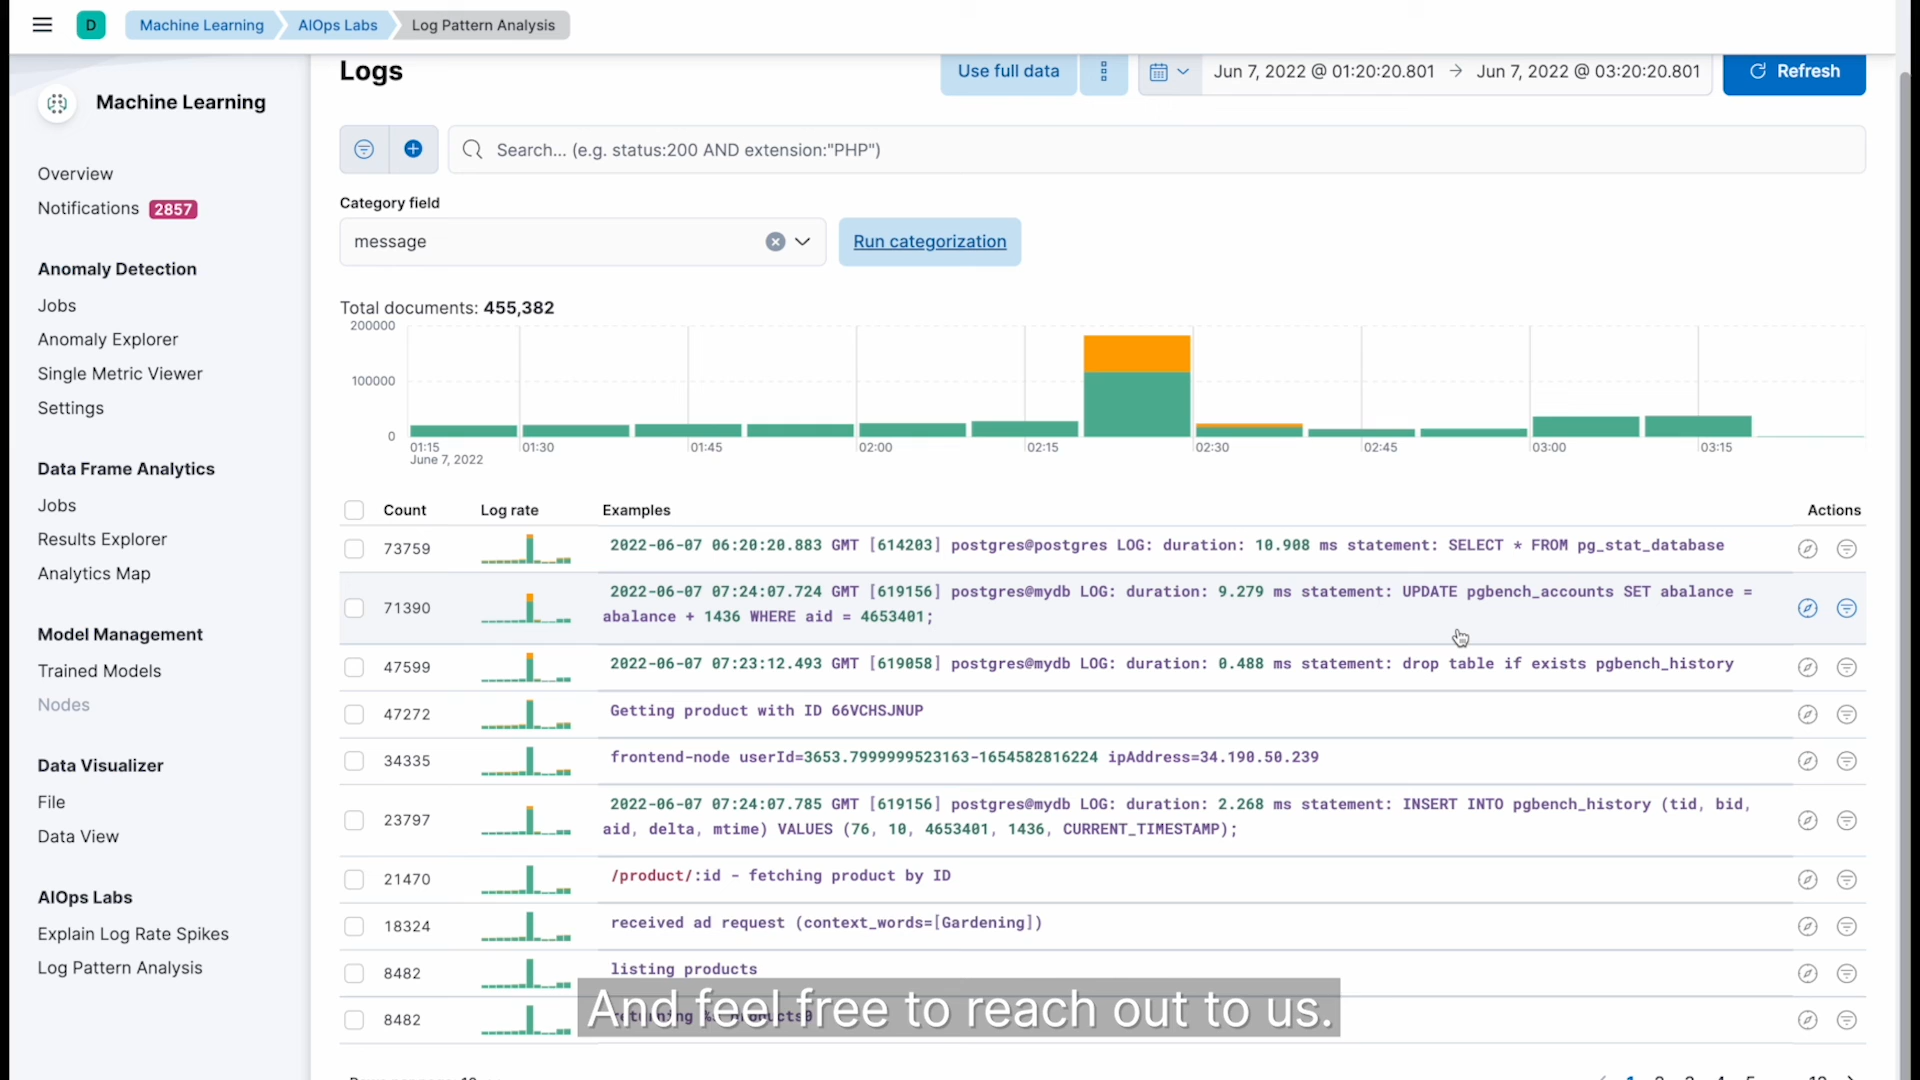 D Machine Learning AIOps Labs Log Pattern Analysis
Logs
Use full data
Jun 7, 2022 @ 01:20:20.801 → Jun 7, 2022 @ 03:20:20.801
Refresh
Machine Learning
Overview
Notifications 2857
Anomaly Detection
Jobs
Anomaly Explorer
Single Metric Viewer
Settings
Data Frame Analytics
Jobs
Results Explorer
Analytics Map
Model Management
Trained Models
Nodes
Data Visualizer
File
Data View
AIOps Labs
Explain Log Rate Spikes
Log Pattern Analysis
Search... (e.g. status:200 AND extension:"PHP")
Category field
message
Run categorization
Total documents: 455,382
200000
100000
0
01:15 01:30 01:45 02:00 02:15 02:30 02:45 03:00 03:15
June 7, 2022
Count Log rate Examples Actions
73759 2022-06-07 06:20:20.883 GMT [614203] postgres@postgres LOG: duration: 10.908 ms statement: SELECT * FROM pg_stat_database
71390 2022-06-07 07:24:07.724 GMT [619156] postgres@mydb LOG: duration: 9.279 ms statement: UPDATE pgbench_accounts SET abalance =
abalance + 1436 WHERE aid = 4653401;
47599 2022-06-07 07:23:12.493 GMT [619058] postgres@mydb LOG: duration: 0.488 ms statement: drop table if exists pgbench_history
47272 Getting product with ID 66VCHSJNUP
34335 frontend-node userId=3653.7999999523163-1654582816224 ipAddress=34.190.50.239
23797 2022-06-07 07:24:07.785 GMT [619156] postgres@mydb LOG: duration: 2.268 ms statement: INSERT INTO pgbench_history (tid, bid,
aid, delta, mtime) VALUES (76, 10, 4653401, 1436, CURRENT_TIMESTAMP);
21470 /product/:id - fetching product by ID
18324 received ad request (context_words=[Gardening])
8482 listing products
8482
And feel free to reach out to us.